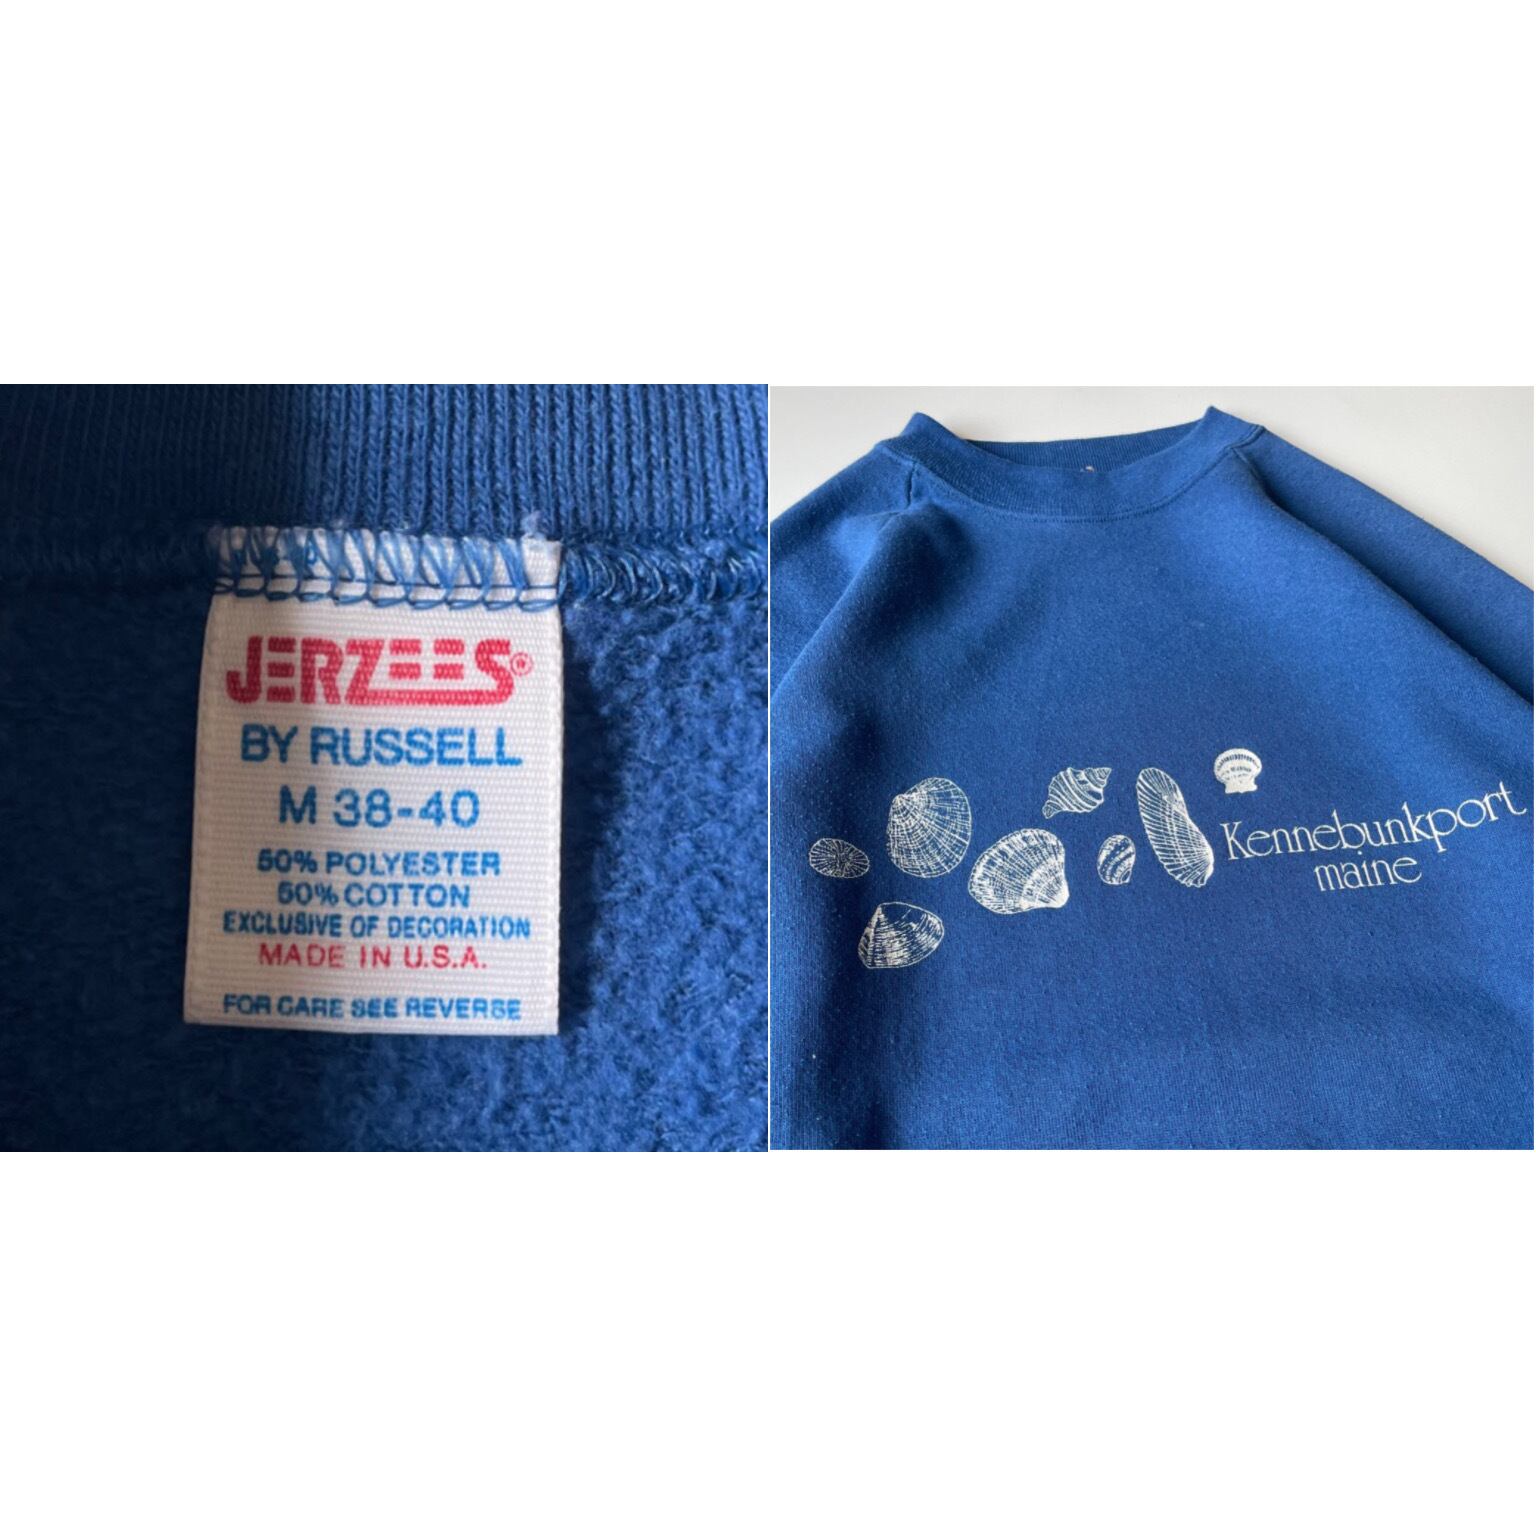 JERZEES®
BY RUSSELL
M 38-40
50% POLYESTER
50% COTTON
EXCLUSIVE OF DECORATION
MADE IN U.S.A.
FOR CARE SEE REVERSE
Kennebunkport
maine